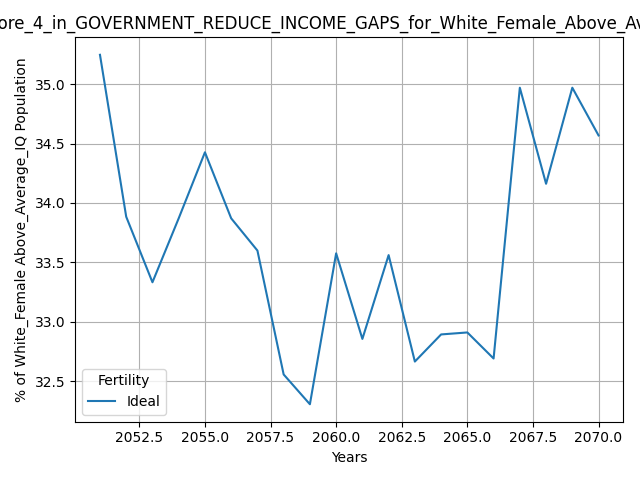 ore_4_in_GOVERNMENT_REDUCE_INCOME_GAPS_for_White_Female_Above_Av
% of White_Female Above_Average_IQ Population
35.0
34.5
34.0
33.5
33.0
32.5
Fertility
Ideal
2052.5 2055.0 2057.5 2060.0 2062.5 2065.0 2067.5 2070.0
Years